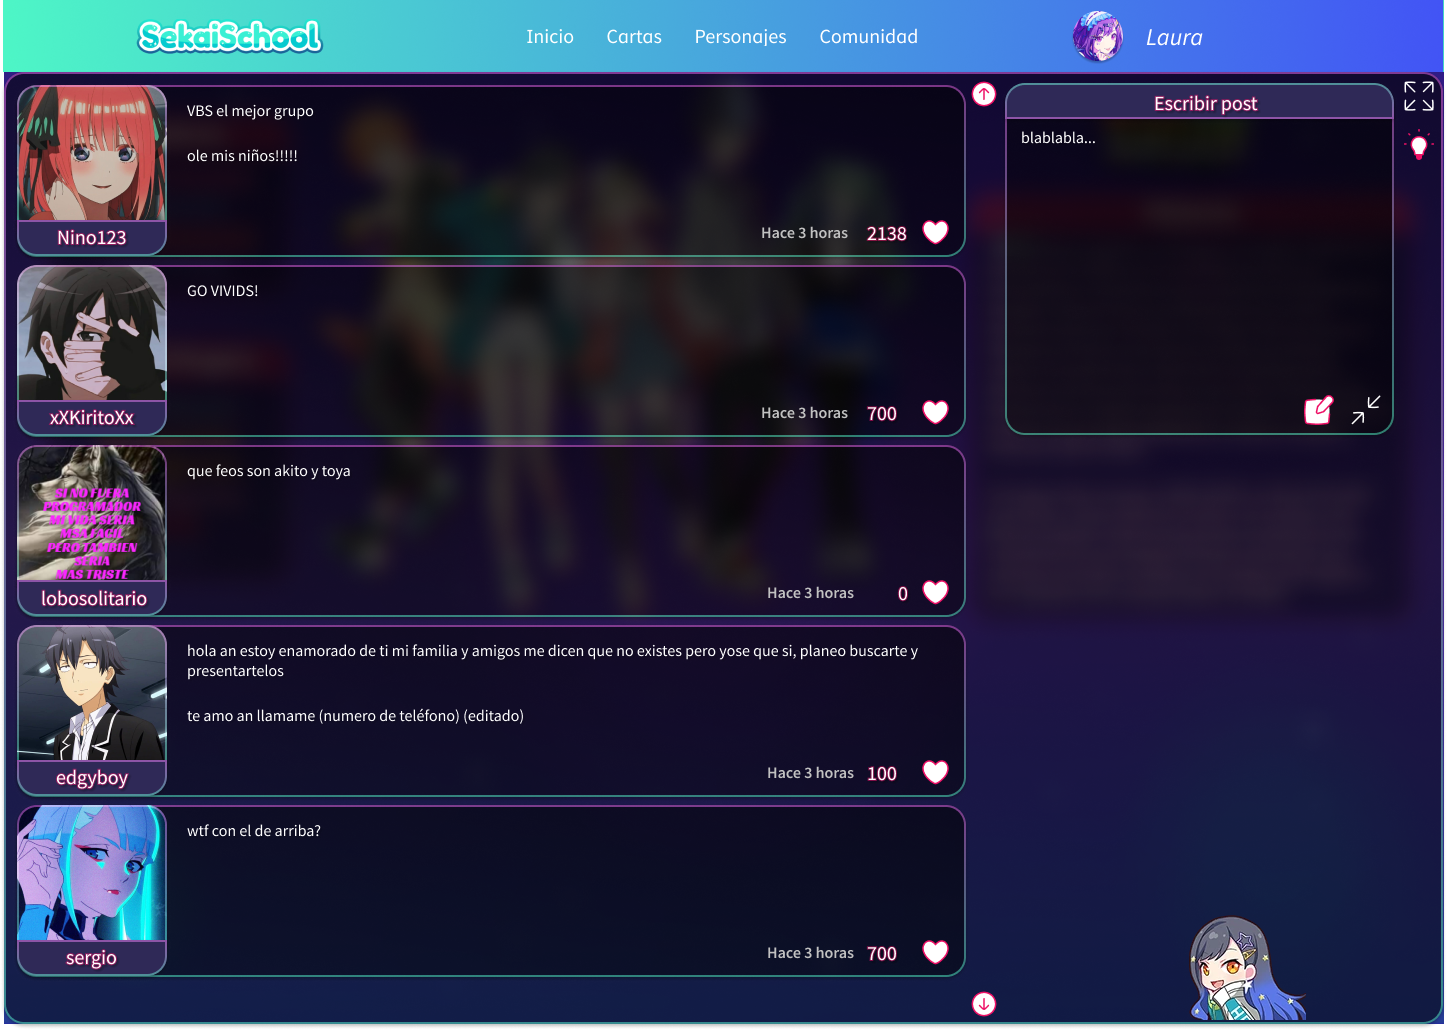 SekaiSchool
Inicio
Cartas
Personajes
Comunidad
Laura
VBS el mejor grupo
ole mis niños!!!!!
Nino123
Hace 3 horas
2138
GO VIVIDS!
xXKiritoXx
Hace 3 horas
700
que feos son akito y toya
SI NO FUERA
PROGRAMADOR
MI VIDA SERIA
MAS FACIL
PERO TAMBIEN
SERIA
MAS TRISTE
lobosolitario
Hace 3 horas
0
hola an estoy enamorado de ti mi familia y amigos me dicen que no existes pero yose que si, planeo buscarte y
presentartelos
te amo an llamame (numero de teléfono) (editado)
edgyboy
Hace 3 horas
100
wtf con el de arriba?
sergio
Hace 3 horas
700
Escribir post
blablabla...